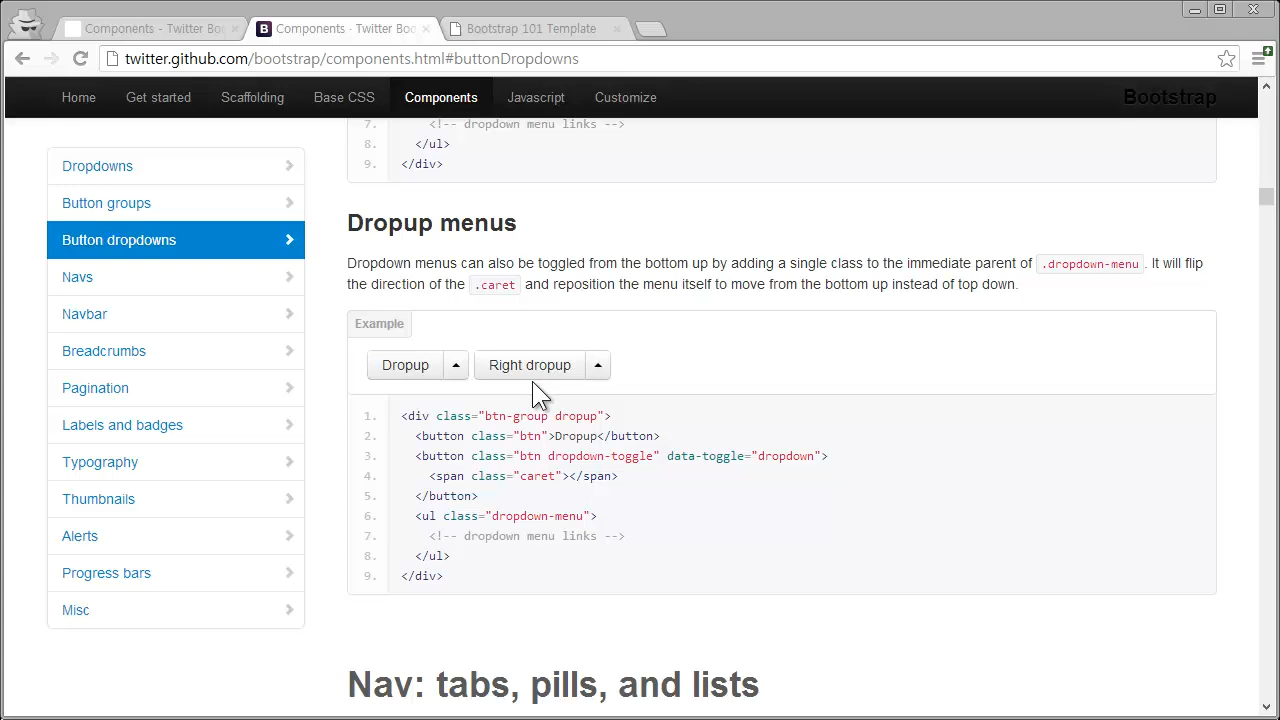 Components - Twitter Bo
Components - Twitter Boo
Bootstrap 101 Template
twitter.github.com/bootstrap/components.html#buttonDropdowns
Home
Get started
Scaffolding
Base CSS
Components
Javascript
Customize
Bootstrap
Dropdowns
Button groups
Button dropdowns
Navs
Navbar
Breadcrumbs
Pagination
Labels and badges
Typography
Thumbnails
Alerts
Progress bars
Misc
7. <!-- dropdown menu links -->
8. </ul>
9. </div>
Dropup menus
Dropdown menus can also be toggled from the bottom up by adding a single class to the immediate parent of .dropdown-menu. It will flip
the direction of the .caret and reposition the menu itself to move from the bottom up instead of top down.
Example
Dropup
Right dropup
1. <div class="btn-group dropup">
2. <button class="btn">Dropup</button>
3. <button class="btn dropdown-toggle" data-toggle="dropdown">
4. <span class="caret"></span>
5. </button>
6. <ul class="dropdown-menu">
7. <!-- dropdown menu links -->
8. </ul>
9. </div>
Nav: tabs, pills, and lists